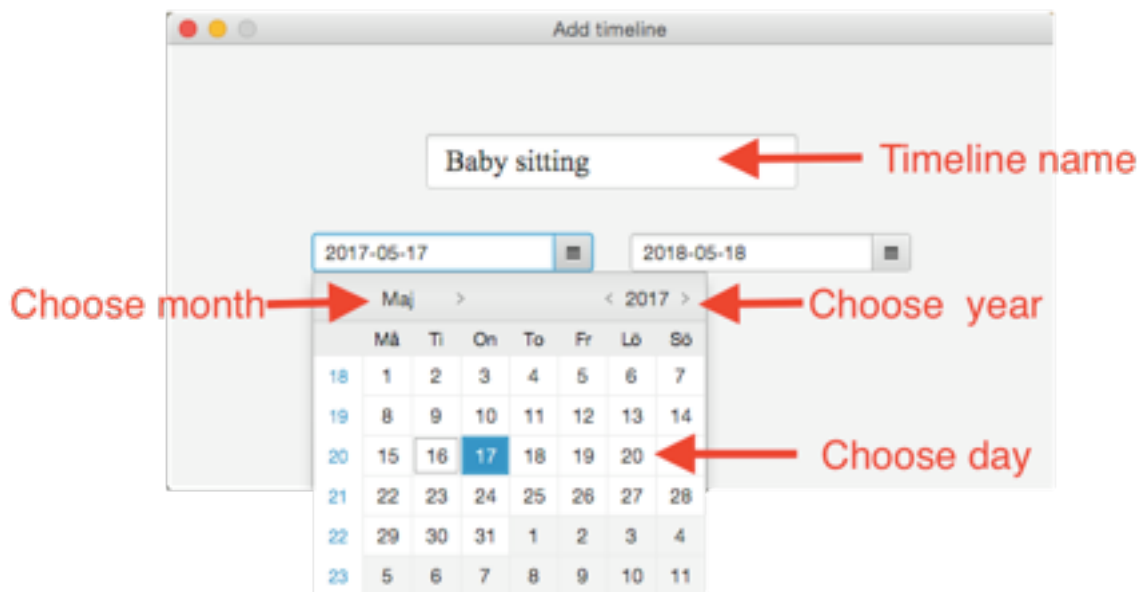 Add timeline
Baby sitting
Timeline name
2017-05-17
2018-05-18
Choose month
Maj > < 2017 >
Choose year
Må Ti On To Fr Lö Sö
18 1 2 3 4 5 6 7
19 8 9 10 11 12 13 14
20 15 16 17 18 19 20
Choose day
21 22 23 24 25 26 27 28
22 29 30 31 1 2 3 4
23 5 6 7 8 9 10 11